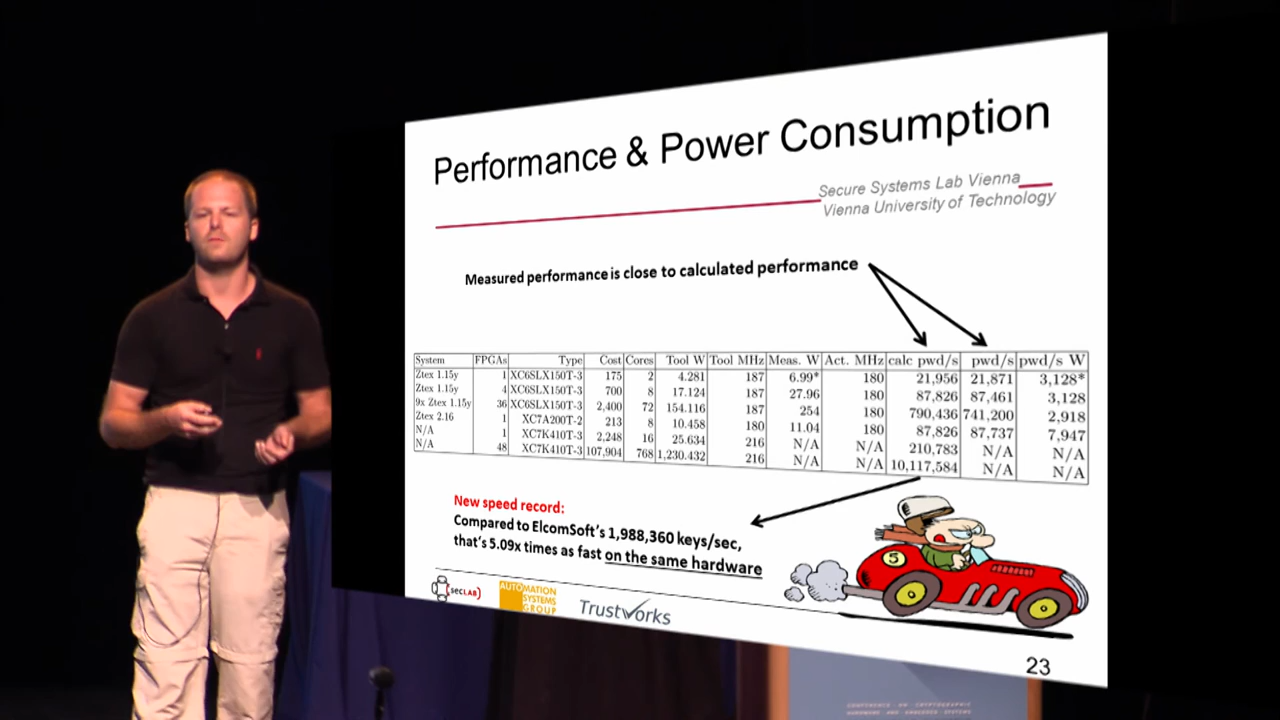 Performance & Power Consumption
Secure Systems Lab Vienna
Vienna University of Technology
Measured performance is close to calculated performance
System FPGAs Type Cost Cores Tool W Tool MHz Meas. W Act. MHz calc pwd/s pwd/s pwd/s W
Ztex 1.15y 1 XC6SLX150T-3 175 2 4.281 187 6.99* 180 21,956 21,871 3,128*
Ztex 1.15y 4 XC6SLX150T-3 700 8 17.124 187 27.96 180 87,826 87,461 3,128
9x Ztex 1.15y 36 XC6SLX150T-3 2,400 72 154.116 187 254 180 790,436 741,200 2,918
Ztex 2.16 1 XC7A200T-2 213 8 10.458 180 11.04 180 87,826 87,737 7,947
N/A 1 XC7K410T-3 2,248 16 25.634 216 N/A N/A 210,783 N/A N/A
N/A 48 XC7K410T-3 107,904 768 1,230.432 216 N/A N/A 10,117,584 N/A N/A
New speed record:
Compared to ElcomSoft's 1,988,360 keys/sec,
that's 5.09x times as fast on the same hardware
5
SECLAB
AUTOMATION
SYSTEMS
GROUP
TrustWorks
23
CONFERENCE ON CRYPTOGRAPHIC
HARDWARE AND EMBEDDED SYSTEMS